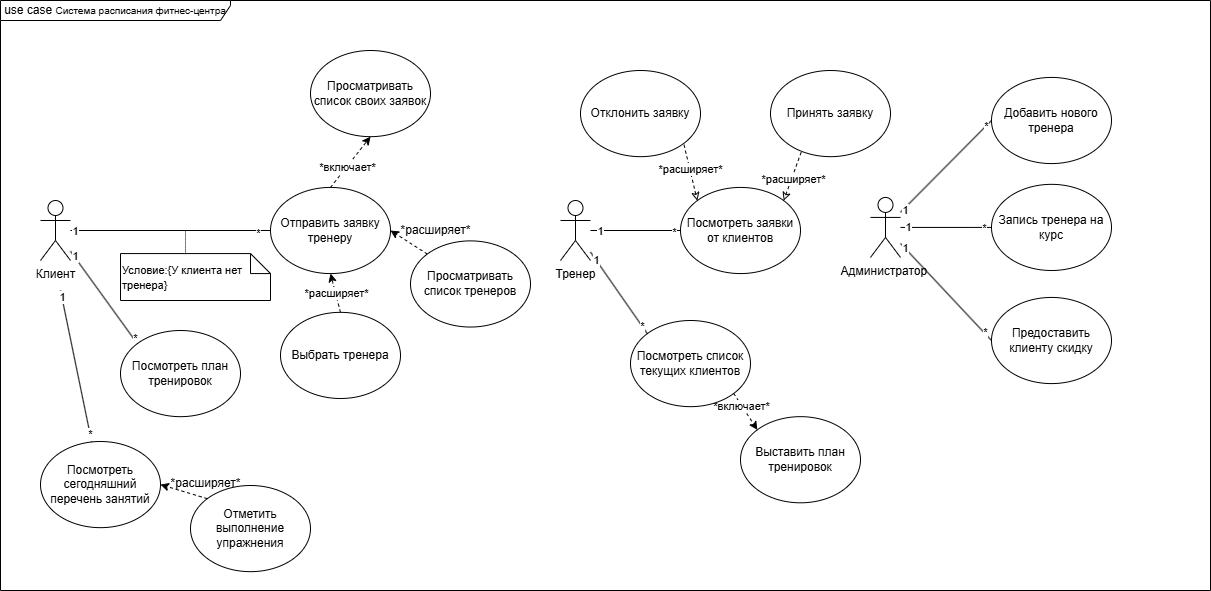 use case Система расписания фитнес-центра
Просматривать
список своих заявок
*включает*
Отправить заявку
тренеру
*расширяет*
Просматривать
список тренеров
*расширяет*
Выбрать тренера
Клиент
1
*
Условие:{У клиента нет
тренера}
1
*
Посмотреть план
тренировок
1
*
Посмотреть
сегодняшний
перечень занятий
*расширяет*
Отметить
выполнение
упражнения
Отклонить заявку
Принять заявку
*расширяет*
*расширяет*
Посмотреть заявки
от клиентов
Тренер
1
*
1
*
Посмотреть список
текущих клиентов
*включает*
Выставить план
тренировок
Администратор
1
*
Добавить нового
тренера
1
*
Запись тренера на
курс
1
*
Предоставить
клиенту скидку